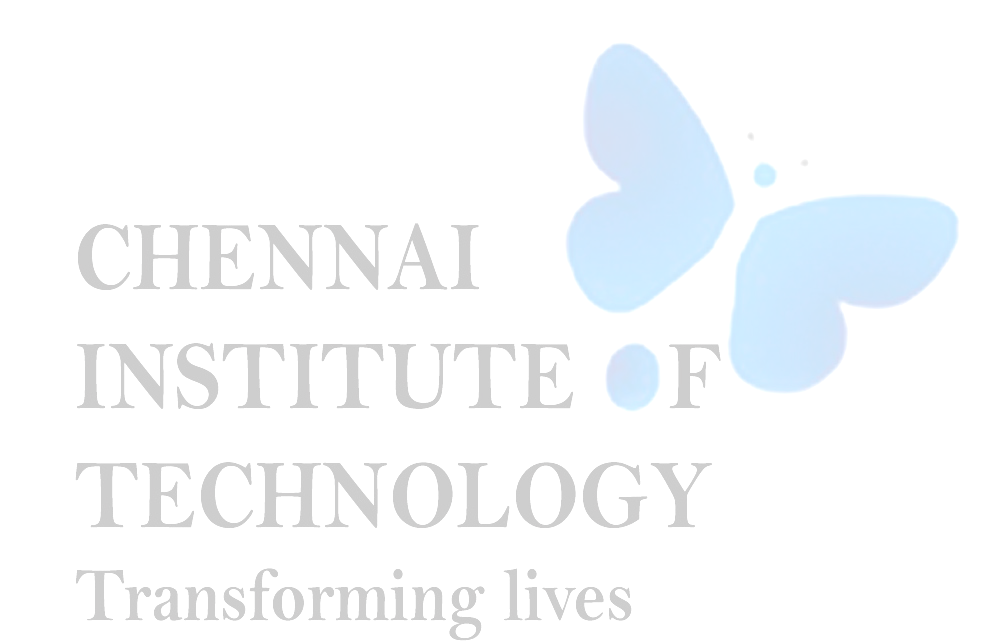 CHENNAI
INSTITUTE OF
TECHNOLOGY
Transforming lives